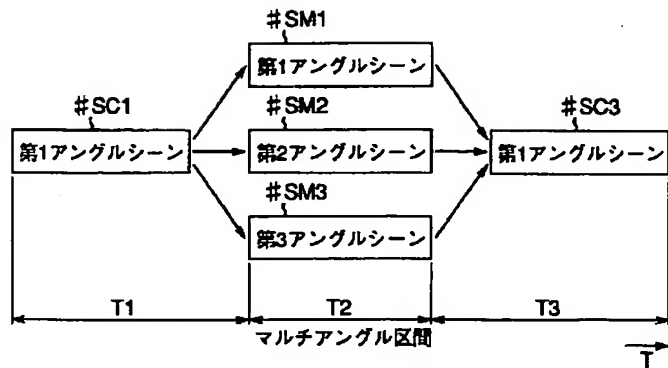 #SM1
第1アングルシーン
#SC1
第1アングルシーン
#SM2
第2アングルシーン
#SC3
第1アングルシーン
#SM3
第3アングルシーン
T1
T2
T3
マルチアングル区間
T